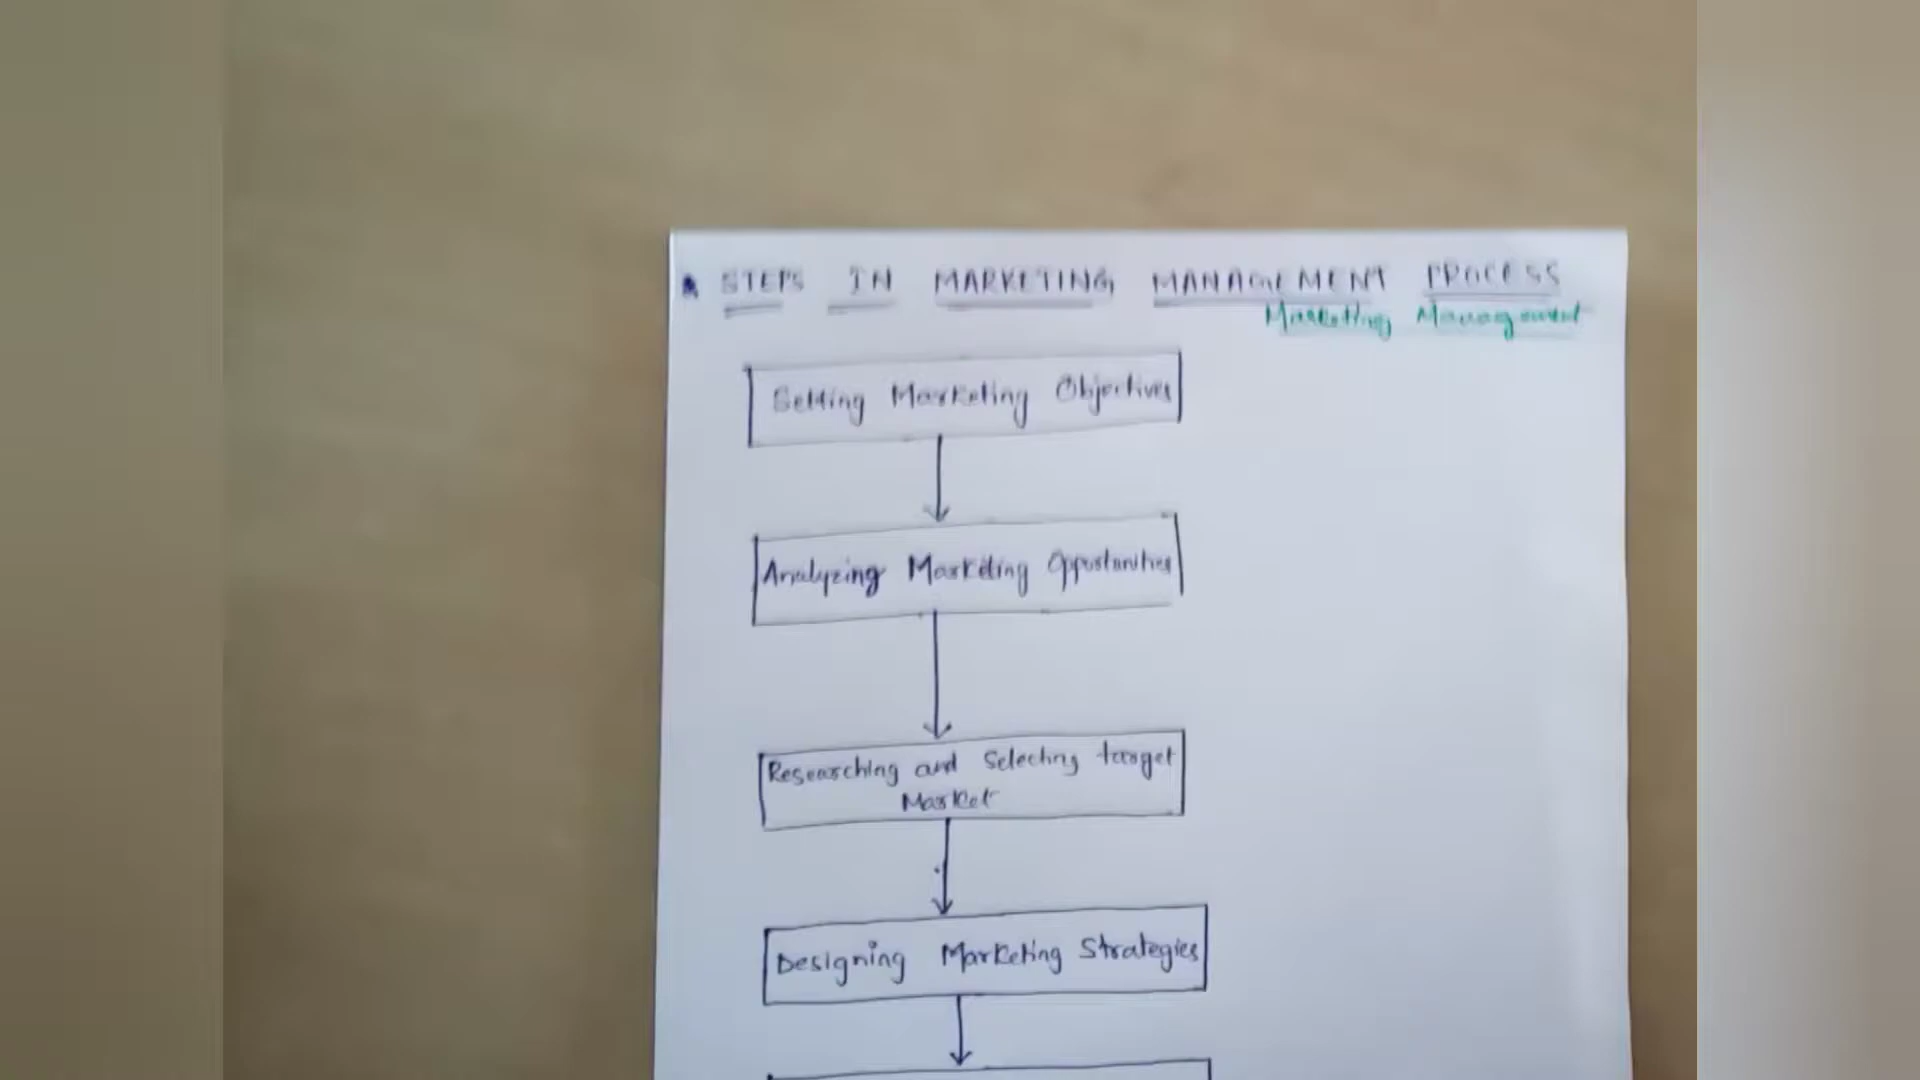 STEPS IN MARKETING MANAGEMENT PROCESS
Marketing Management
Setting Marketing Objectives
Analyzing Marketing Opportunities
Researching and Selecting target
Market
Designing Marketing Strategies